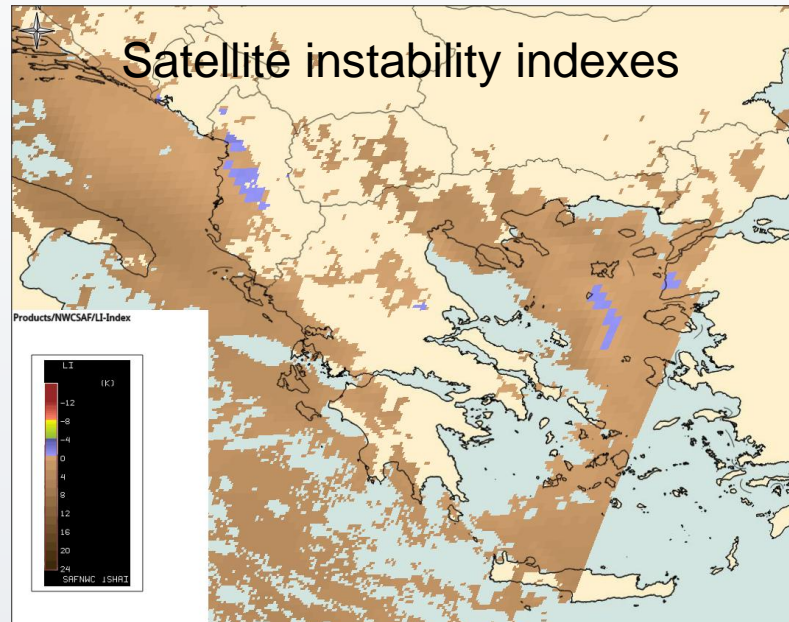 Satellite instability indexes
Products/NWCSAF/LI-Index
LI
(K)
-12
-8
-4
0
4
8
12
16
20
24
SAFNWC iSHAI